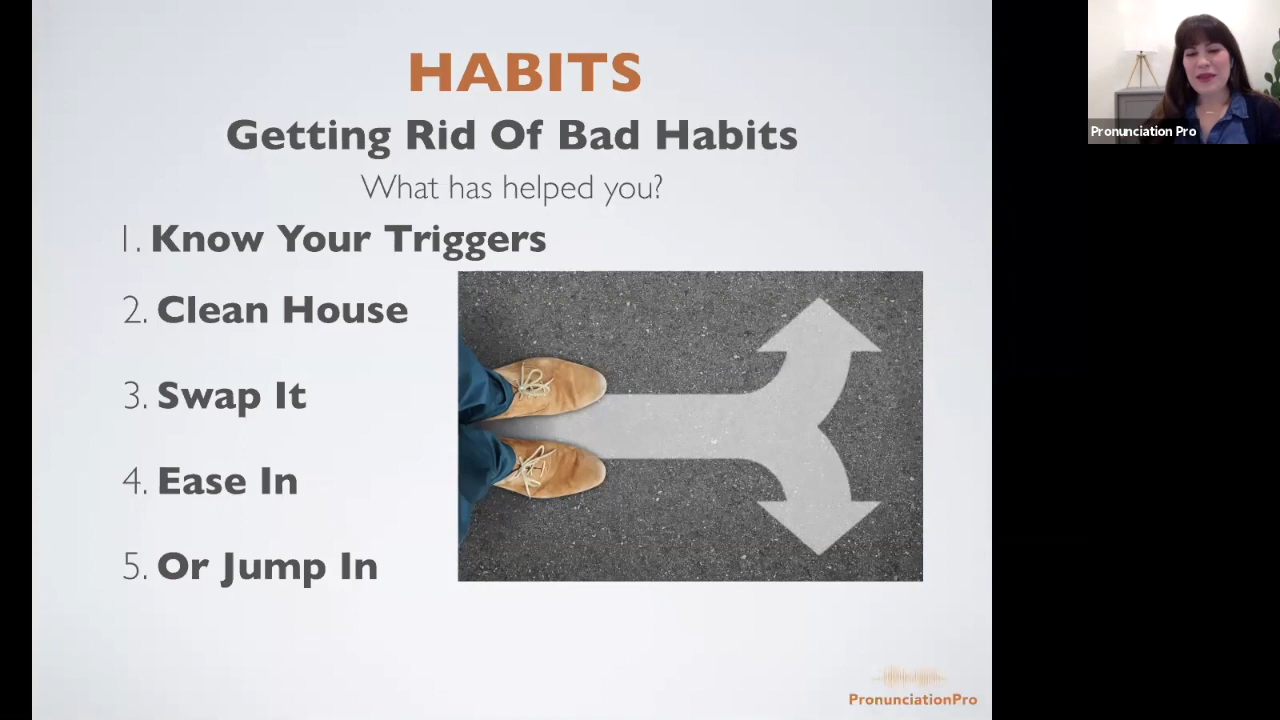 HABITS
Getting Rid Of Bad Habits
What has helped you?
1. Know Your Triggers
2. Clean House
3. Swap It
4. Ease In
5. Or Jump In
PronunciationPro
Pronunciation Pro